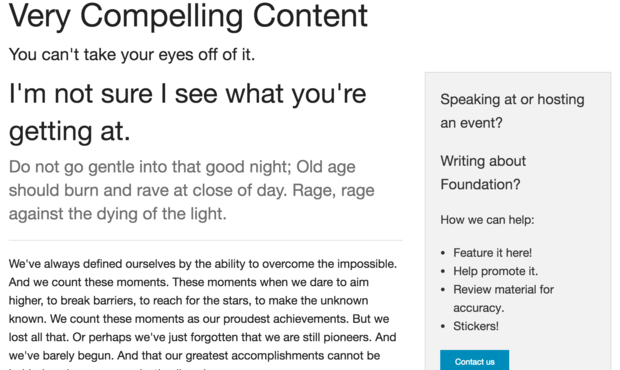 Very Compelling Content
You can't take your eyes off of it.
I'm not sure I see what you're
getting at.
Do not go gentle into that good night; Old age
should burn and rave at close of day. Rage, rage
against the dying of the light.
We've always defined ourselves by the ability to overcome the impossible.
And we count these moments. These moments when we dare to aim
higher, to break barriers, to reach for the stars, to make the unknown
known. We count these moments as our proudest achievements. But we
lost all that. Or perhaps we've just forgotten that we are still pioneers. And
we've barely begun. And that our greatest accomplishments cannot be
Speaking at or hosting
an event?
Writing about
Foundation?
How we can help:
• Feature it here!
• Help promote it.
• Review material for
accuracy.
• Stickers!
Contact us